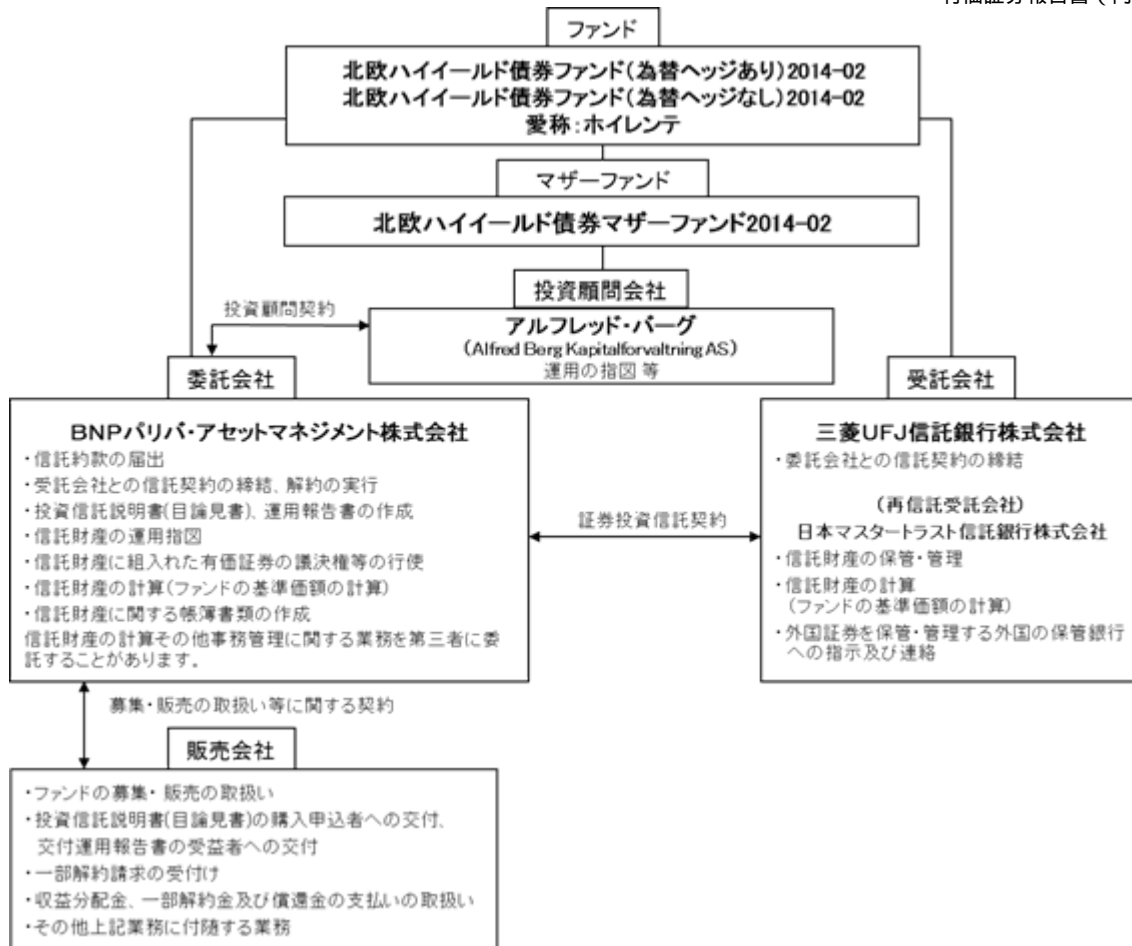 ファンド
北欧ハイイールド債券ファンド(為替ヘッジあり)2014-02
北欧ハイイールド債券ファンド(為替ヘッジなし)2014-02
愛称:ホイレンテ
マザーファンド
北欧ハイイールド債券マザーファンド2014-02
投資顧問会社
投資顧問契約
アルフレッド・バーグ
(Alfred Berg Kapitalforvaltning AS)
運用の指図 等
委託会社
BNPパリバ・アセットマネジメント株式会社
・信託約款の届出
・受託会社との信託契約の締結、解約の実行
・投資信託説明書(目論見書)、運用報告書の作成
・信託財産の運用指図
・信託財産に組入れた有価証券の議決権等の行使
・信託財産の計算(ファンドの基準価額の計算)
・信託財産に関する帳簿書類の作成
信託財産の計算その他事務管理に関する業務を第三者に委
託することがあります。
証券投資信託契約
受託会社
三菱UFJ信託銀行株式会社
・委託会社との信託契約の締結
(再信託受託会社)
日本マスタートラスト信託銀行株式会社
・信託財産の保管・管理
・信託財産の計算
(ファンドの基準価額の計算)
・外国証券を保管・管理する外国の保管銀行
への指示及び連絡
募集・販売の取扱い等に関する契約
販売会社
・ファンドの募集・販売の取扱い
・投資信託説明書(目論見書)の購入申込者への交付、
交付運用報告書の受益者への交付
・一部解約請求の受付け
・収益分配金、一部解約金及び償還金の支払いの取扱い
・その他上記業務に付随する業務